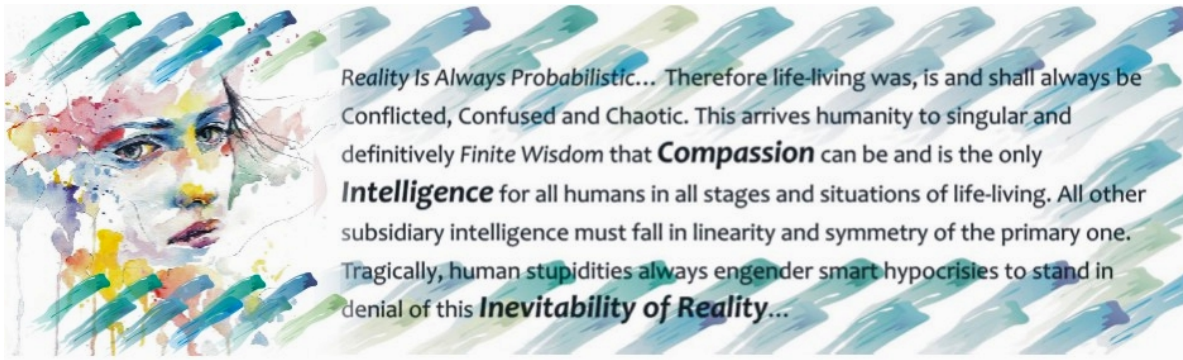 Reality Is Always Probabilistic... Therefore life-living was, is and shall always be
Conflicted, Confused and Chaotic. This arrives humanity to singular and
definitively Finite Wisdom that Compassion can be and is the only
Intelligence for all humans in all stages and situations of life-living. All other
subsidiary intelligence must fall in linearity and symmetry of the primary one.
Tragically, human stupidities always engender smart hypocrisies to stand in
denial of this Inevitability of Reality...